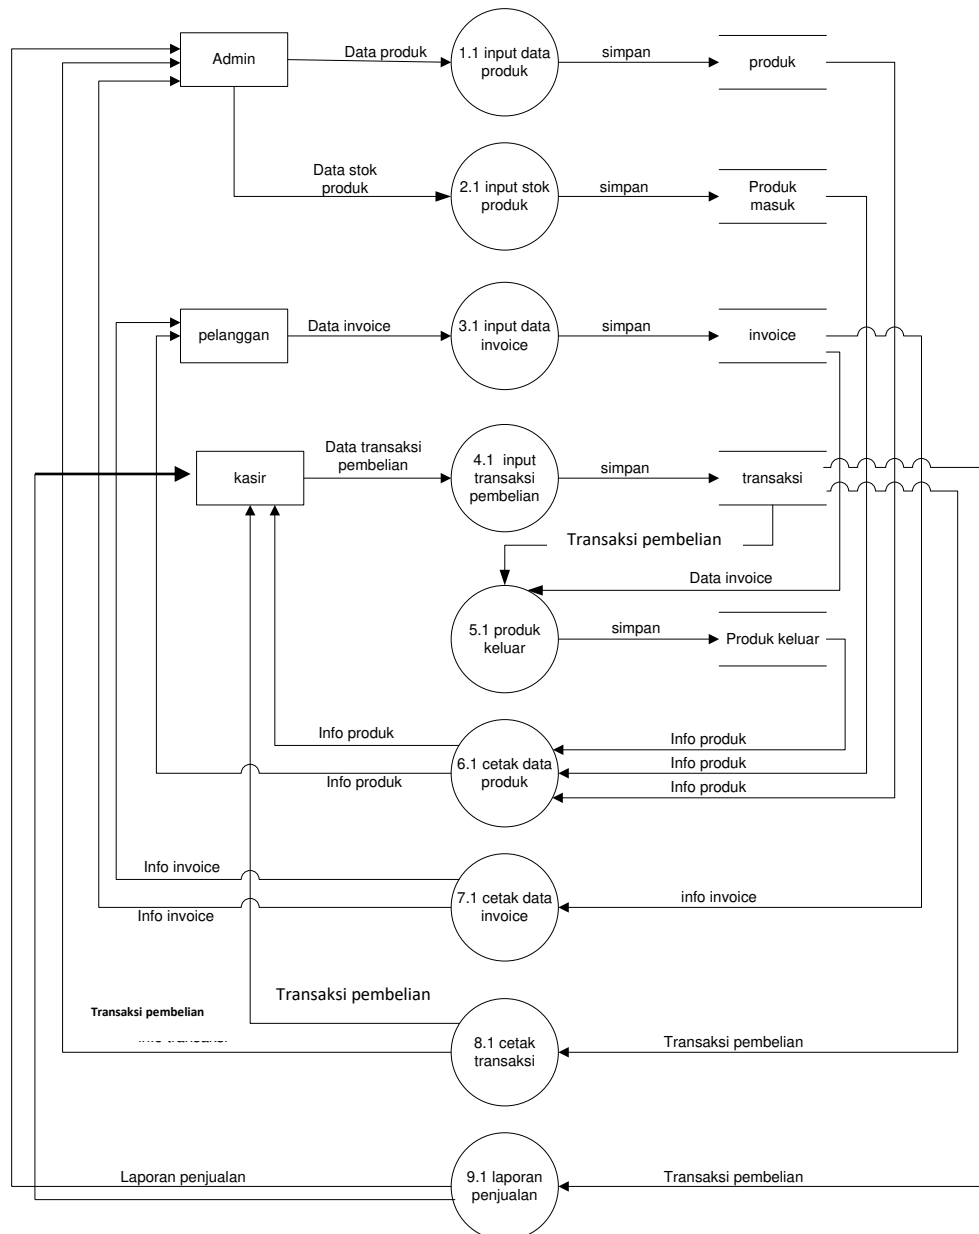 Admin
Data produk
1.1 input data
produk
simpan
produk
Data stok
produk
2.1 input stok
produk
simpan
Produk
masuk
pelanggan
Data invoice
3.1 input data
invoice
simpan
invoice
kasir
Data transaksi
pembelian
4.1 input
transaksi
pembelian
simpan
transaksi
Transaksi pembelian
Data invoice
5.1 produk
keluar
simpan
Produk keluar
Info produk
Info produk
6.1 cetak data
produk
Info produk
Info produk
Info produk
Info invoice
Info invoice
7.1 cetak data
invoice
info invoice
Transaksi pembelian
Transaksi pembelian
8.1 cetak
transaksi
Transaksi pembelian
Laporan penjualan
9.1 laporan
penjualan
Transaksi pembelian